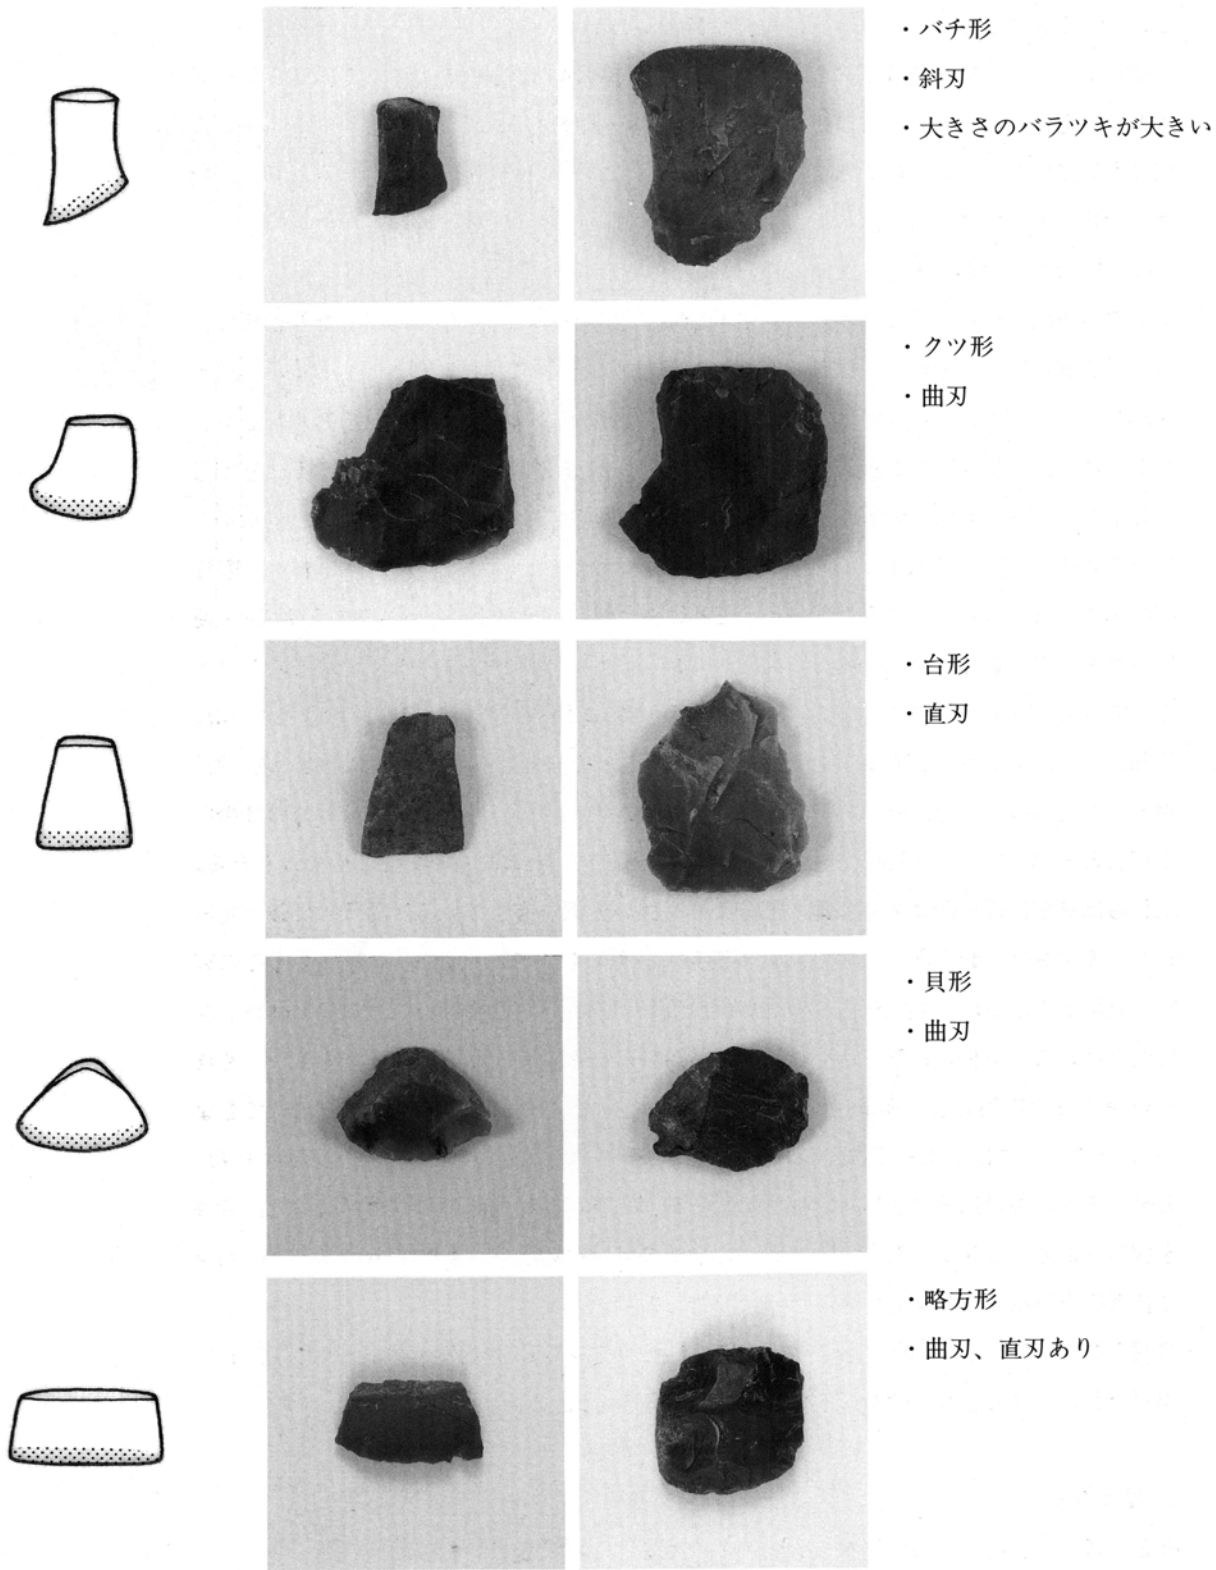 ・バチ形
・斜刃
・大きさのバラツキが大きい
・クツ形
・曲刃
・台形
・直刃
・貝形
・曲刃
・略方形
・曲刃、直刃あり